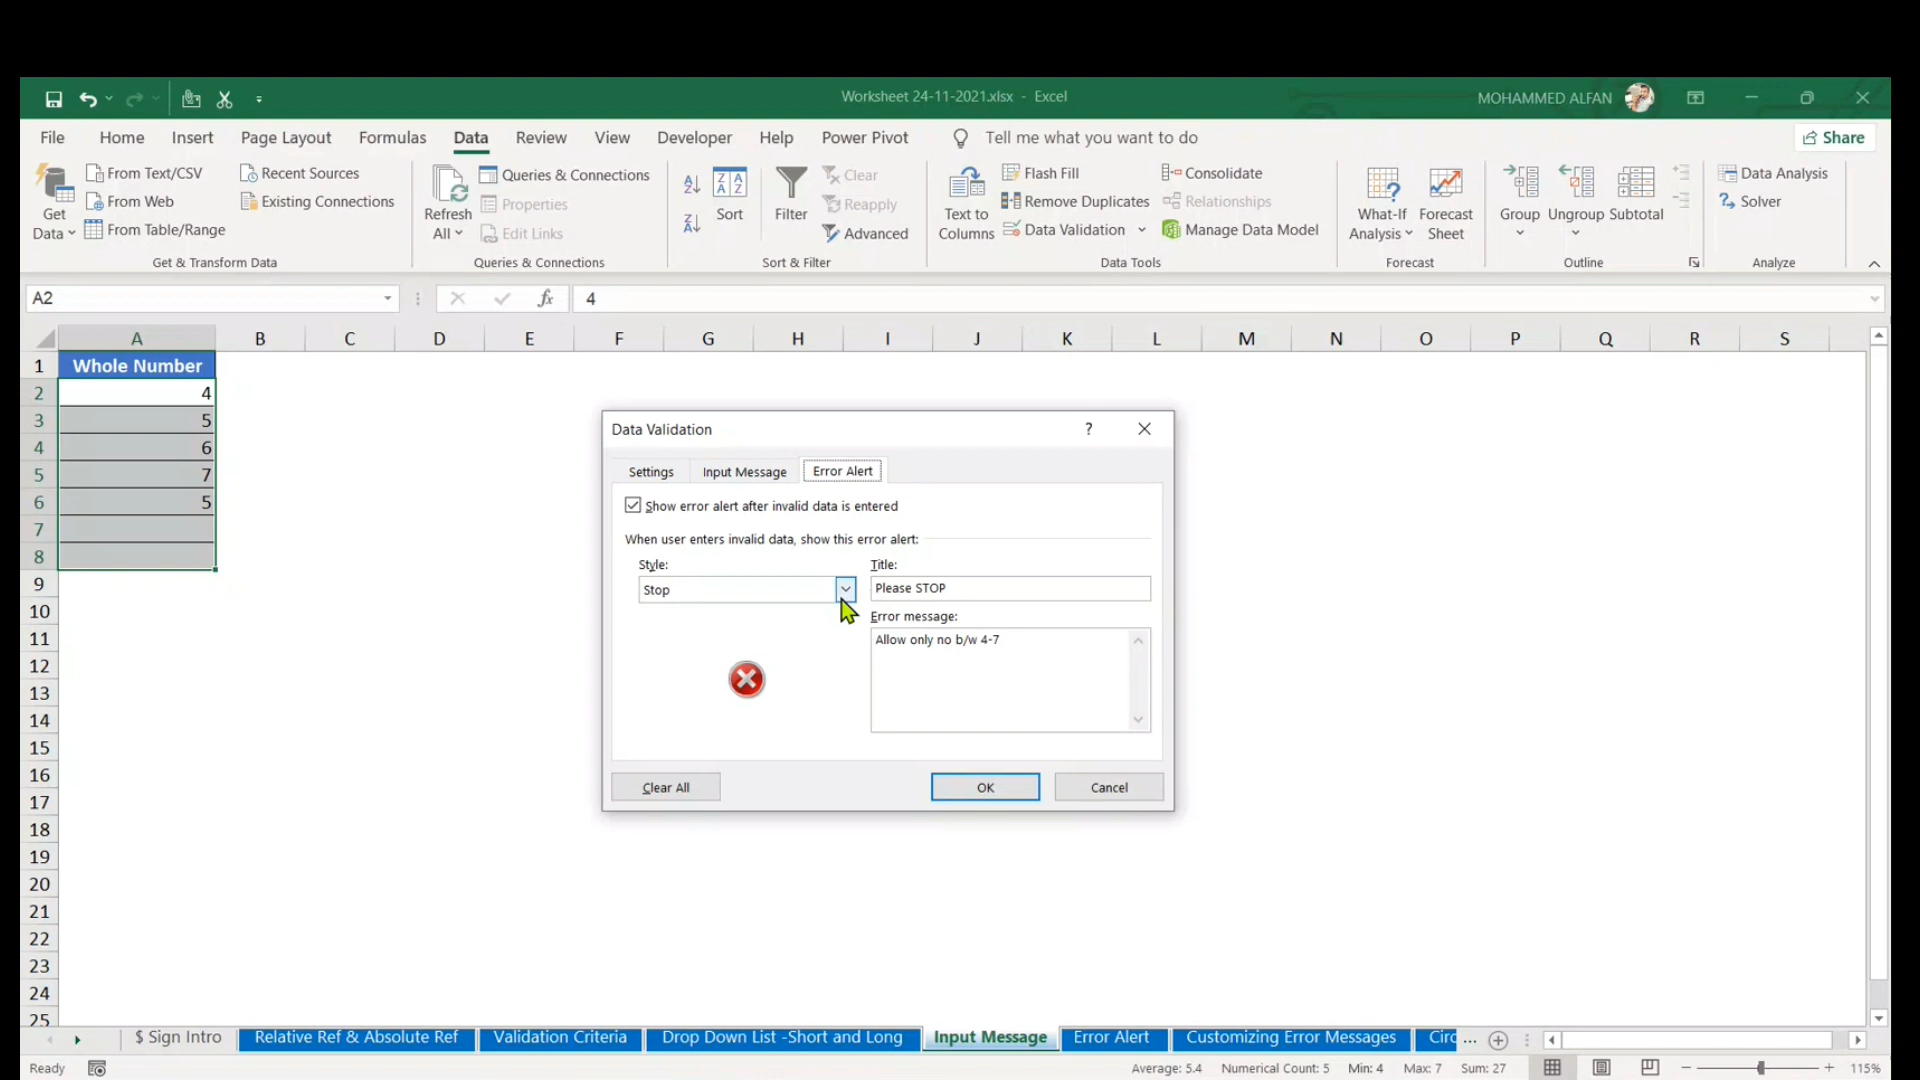 Worksheet 24-11-2021.xlsx - Excel
MOHAMMED ALFAN
File Home Insert Page Layout Formulas Data Review View Developer Help Power Pivot Tell me what you want to do Share
Get Data
From Text/CSV
From Web
From Table/Range
Recent Sources
Existing Connections
Get & Transform Data
Refresh All
Queries & Connections
Properties
Edit Links
Queries & Connections
Sort
Filter
Clear
Reapply
Advanced
Sort & Filter
Text to Columns
Flash Fill
Remove Duplicates
Data Validation
Consolidate
Relationships
Manage Data Model
Data Tools
What-If Analysis
Forecast Sheet
Forecast
Group
Ungroup
Subtotal
Outline
Data Analysis
Solver
Analyze
A2
fx
4
A B C D E F G H I J K L M N O P Q R S
1 Whole Number
2 4
3 5
4 6
5 7
6 5
7
8
9
10
11
12
13
14
15
16
17
18
19
20
21
22
23
24
25
Data Validation
?
Settings Input Message Error Alert
Show error alert after invalid data is entered
When user enters invalid data, show this error alert:
Style:
Stop
Title:
Please STOP
Error message:
Allow only no b/w 4-7
Clear All OK Cancel
$ Sign Intro Relative Ref & Absolute Ref Validation Criteria Drop Down List -Short and Long Input Message Error Alert Customizing Error Messages Circ ...
Ready
Average: 5.4 Numerical Count: 5 Min: 4 Max: 7 Sum: 27
115%